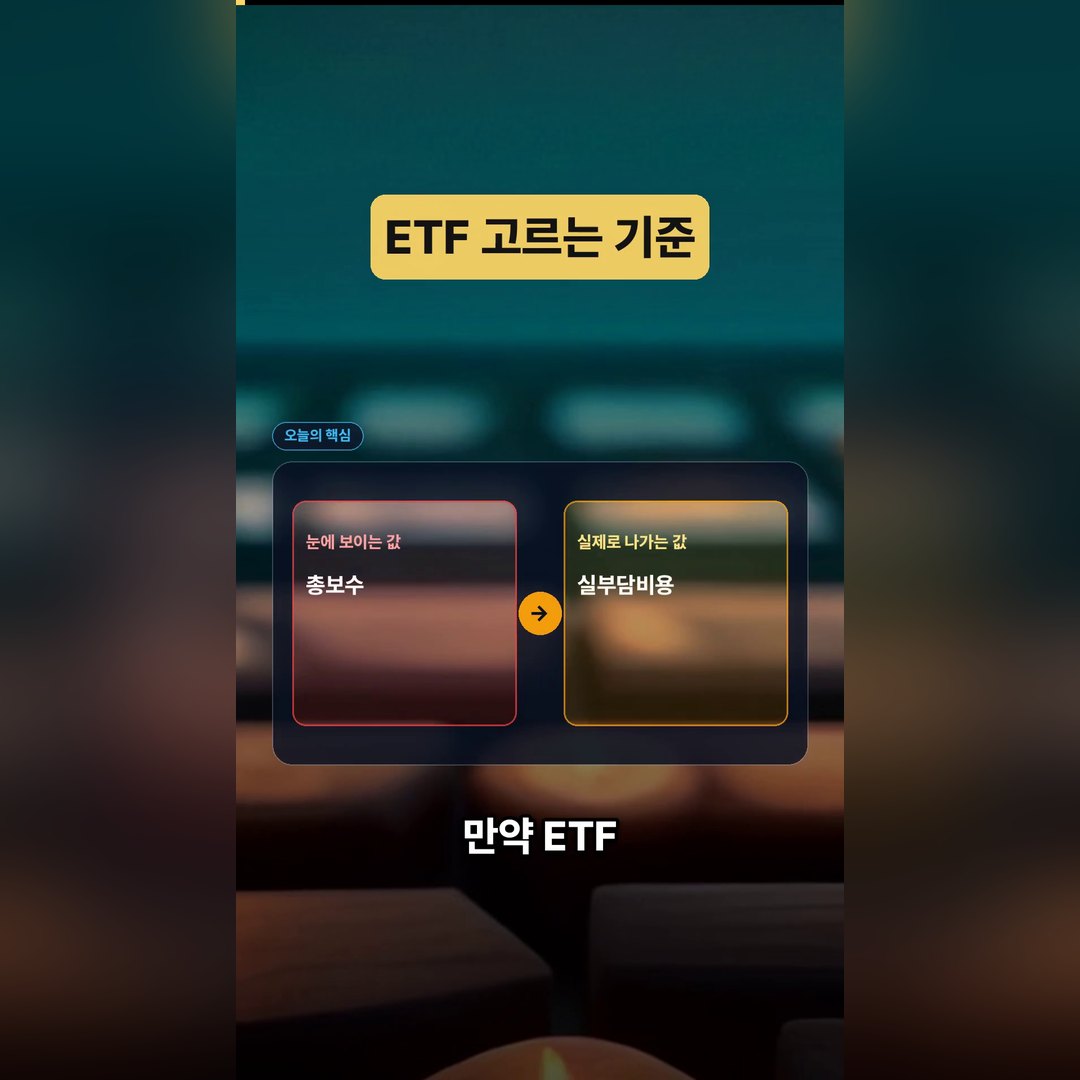 ETF 고르는 기준
오늘의 핵심
눈에 보이는 값
총보수
실제로 나가는 값
실부담비용
만약 ETF